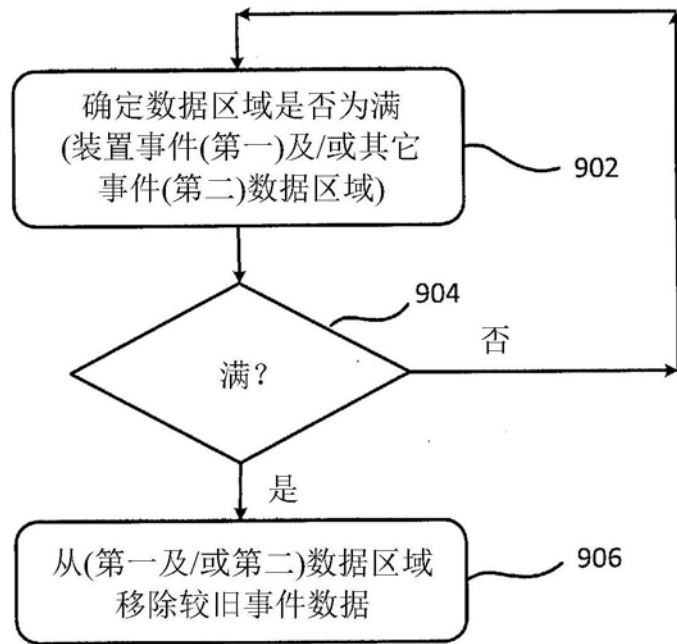 确定数据区域是否为满
(装置事件(第一)及/或其它
事件(第二)数据区域)
902
904
满?
否
是
从(第一及/或第二)数据区域
移除较旧事件数据
906